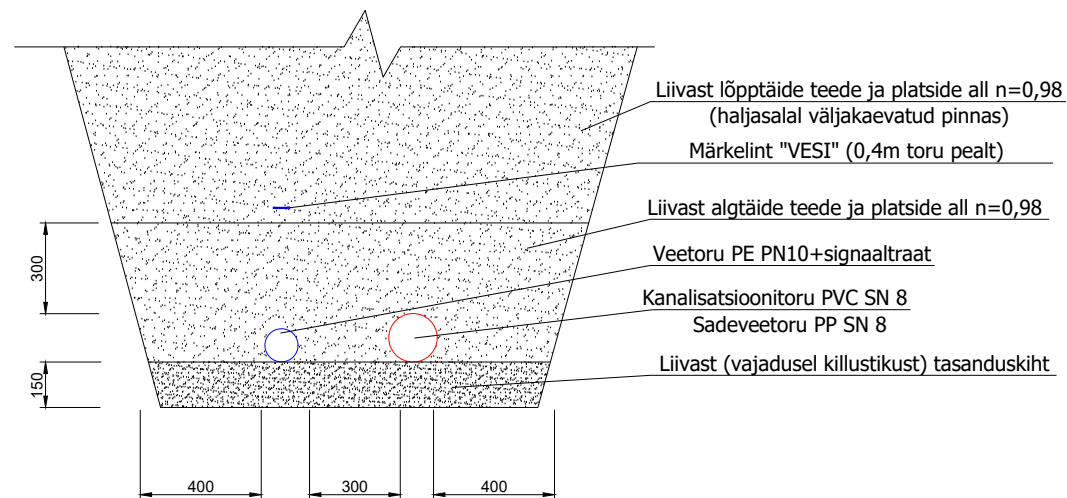 Liivast lõpptäide teede ja platside all n=0,98
(haljasalal väljakaevatud pinnas)
Märkelint "VESI" (0,4m toru pealt)
Liivast algtäide teede ja platside all n=0,98
Veetoru PE PN10+signaaltraat
Kanalisatsioonitoru PVC SN 8
Sadeveetoru PP SN 8
Liivast (vajadusel killustikust) tasanduskiht
300
150
400
300
400